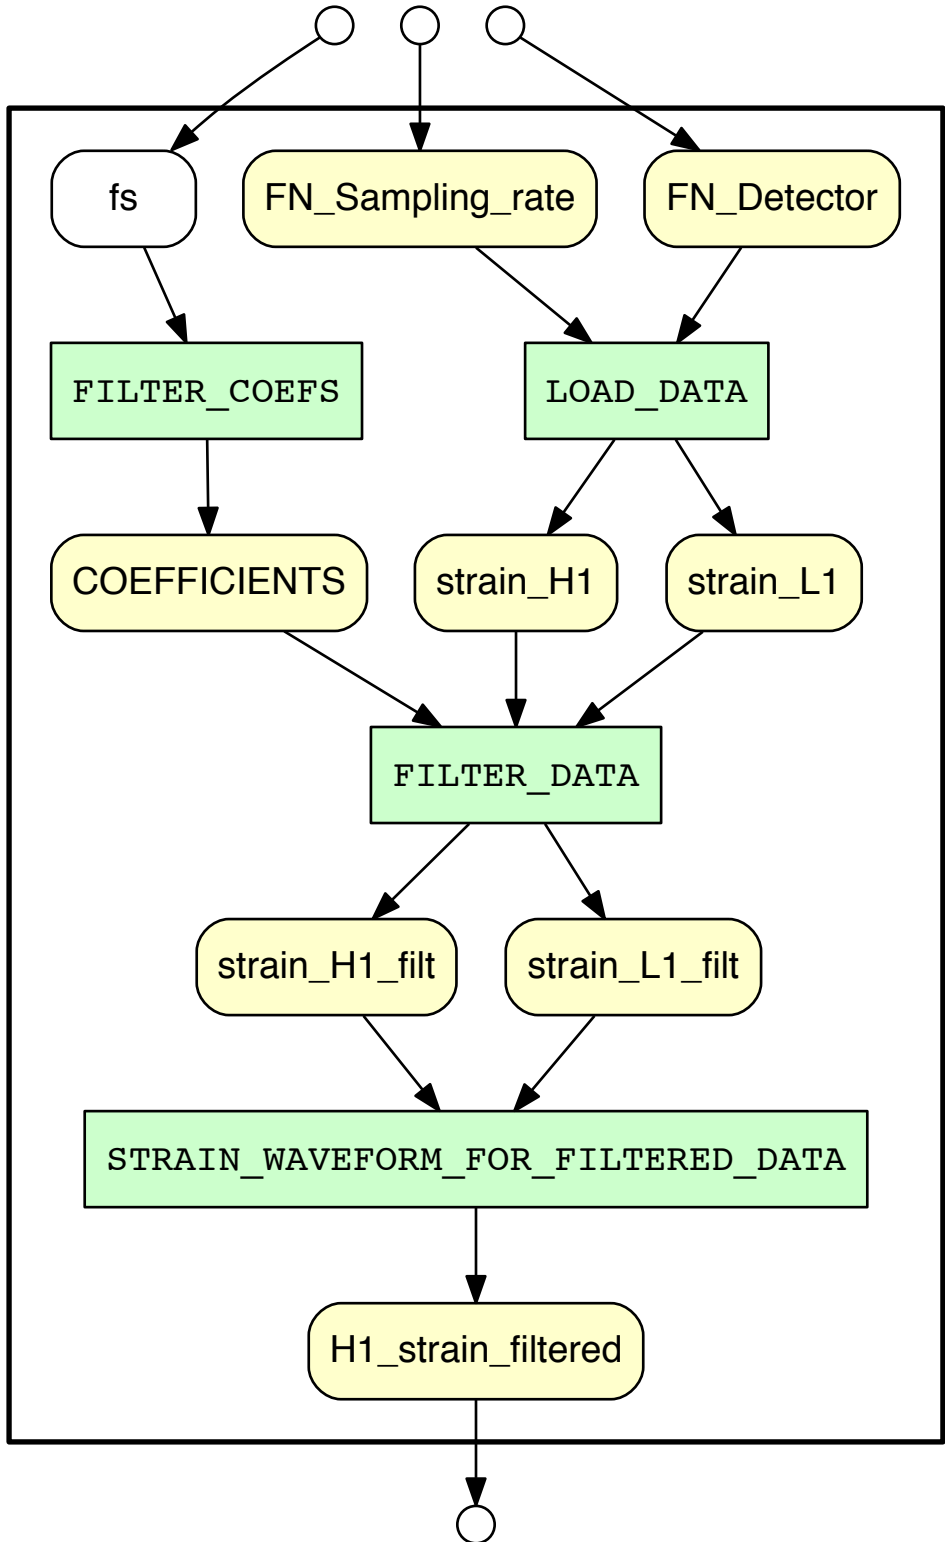 fs
FN_Sampling_rate
FN_Detector
FILTER_COEFS
LOAD_DATA
COEFFICIENTS
strain_H1
strain_L1
FILTER_DATA
strain_H1_filt
strain_L1_filt
STRAIN_WAVEFORM_FOR_FILTERED_DATA
H1_strain_filtered